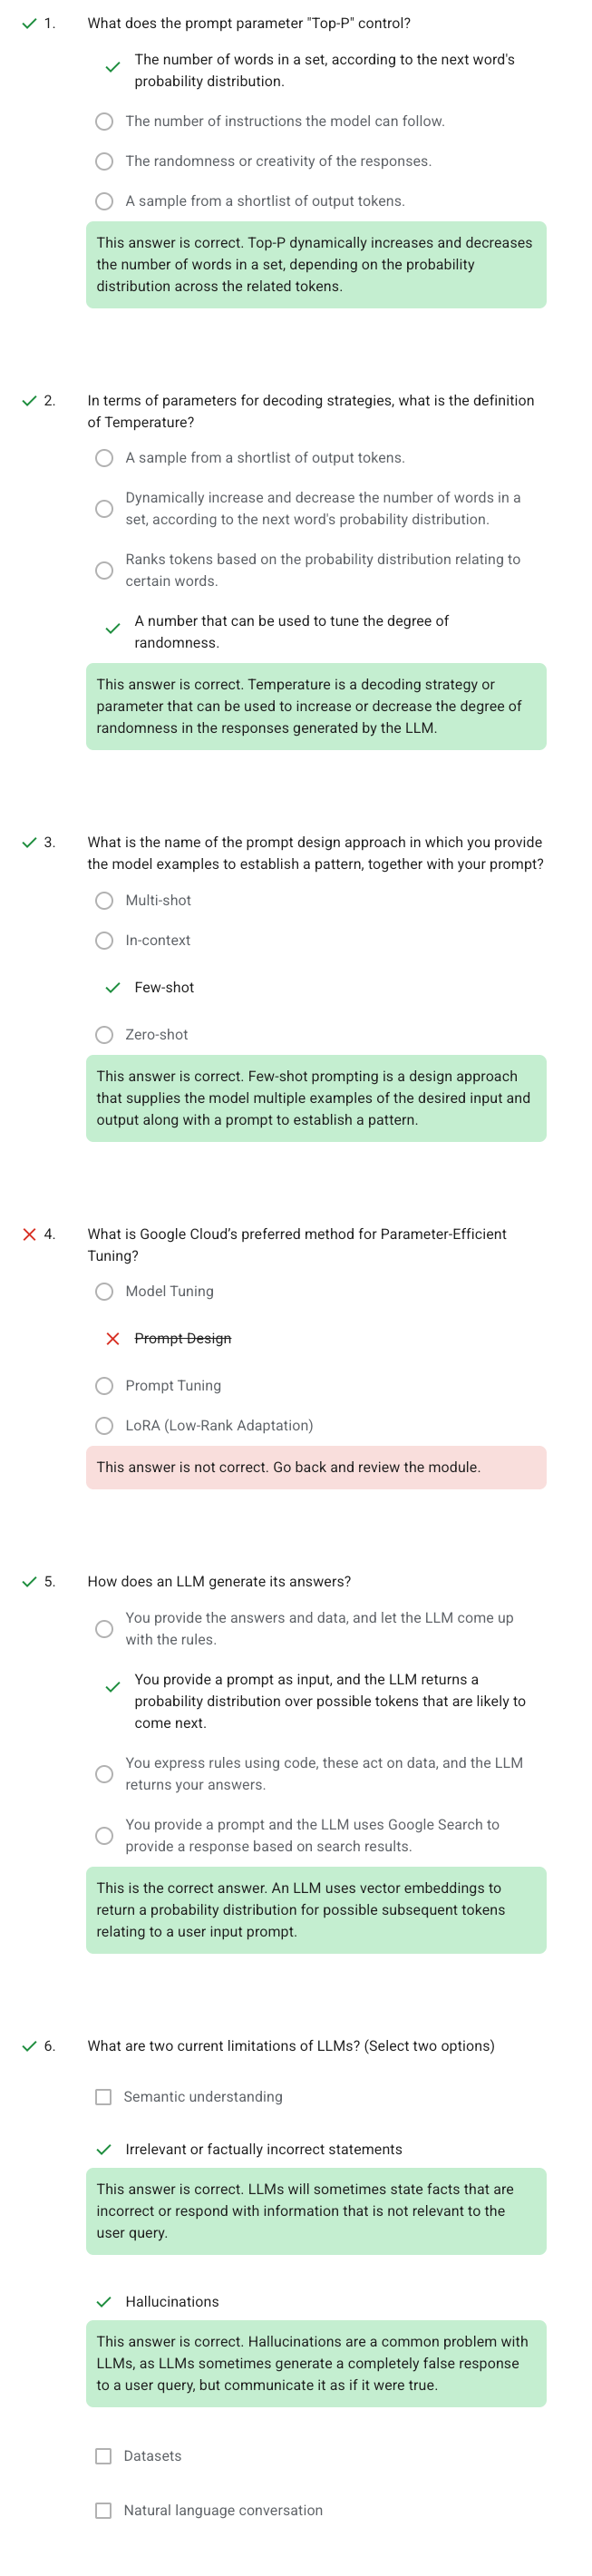 1. What does the prompt parameter "Top-P" control?
The number of words in a set, according to the next word's
probability distribution.
The number of instructions the model can follow.
The randomness or creativity of the responses.
A sample from a shortlist of output tokens.
This answer is correct. Top-P dynamically increases and decreases
the number of words in a set, depending on the probability
distribution across the related tokens.
2. In terms of parameters for decoding strategies, what is the definition
of Temperature?
A sample from a shortlist of output tokens.
Dynamically increase and decrease the number of words in a
set, according to the next word's probability distribution.
Ranks tokens based on the probability distribution relating to
certain words.
A number that can be used to tune the degree of
randomness.
This answer is correct. Temperature is a decoding strategy or
parameter that can be used to increase or decrease the degree of
randomness in the responses generated by the LLM.
3. What is the name of the prompt design approach in which you provide
the model examples to establish a pattern, together with your prompt?
Multi-shot
In-context
Few-shot
Zero-shot
This answer is correct. Few-shot prompting is a design approach
that supplies the model multiple examples of the desired input and
output along with a prompt to establish a pattern.
4. What is Google Cloud’s preferred method for Parameter-Efficient
Tuning?
Model Tuning
Prompt Design
Prompt Tuning
LoRA (Low-Rank Adaptation)
This answer is not correct. Go back and review the module.
5. How does an LLM generate its answers?
You provide the answers and data, and let the LLM come up
with the rules.
You provide a prompt as input, and the LLM returns a
probability distribution over possible tokens that are likely to
come next.
You express rules using code, these act on data, and the LLM
returns your answers.
You provide a prompt and the LLM uses Google Search to
provide a response based on search results.
This is the correct answer. An LLM uses vector embeddings to
return a probability distribution for possible subsequent tokens
relating to a user input prompt.
6. What are two current limitations of LLMs? (Select two options)
Semantic understanding
Irrelevant or factually incorrect statements
This answer is correct. LLMs will sometimes state facts that are
incorrect or respond with information that is not relevant to the
user query.
Hallucinations
This answer is correct. Hallucinations are a common problem with
LLMs, as LLMs sometimes generate a completely false response
to a user query, but communicate it as if it were true.
Datasets
Natural language conversation